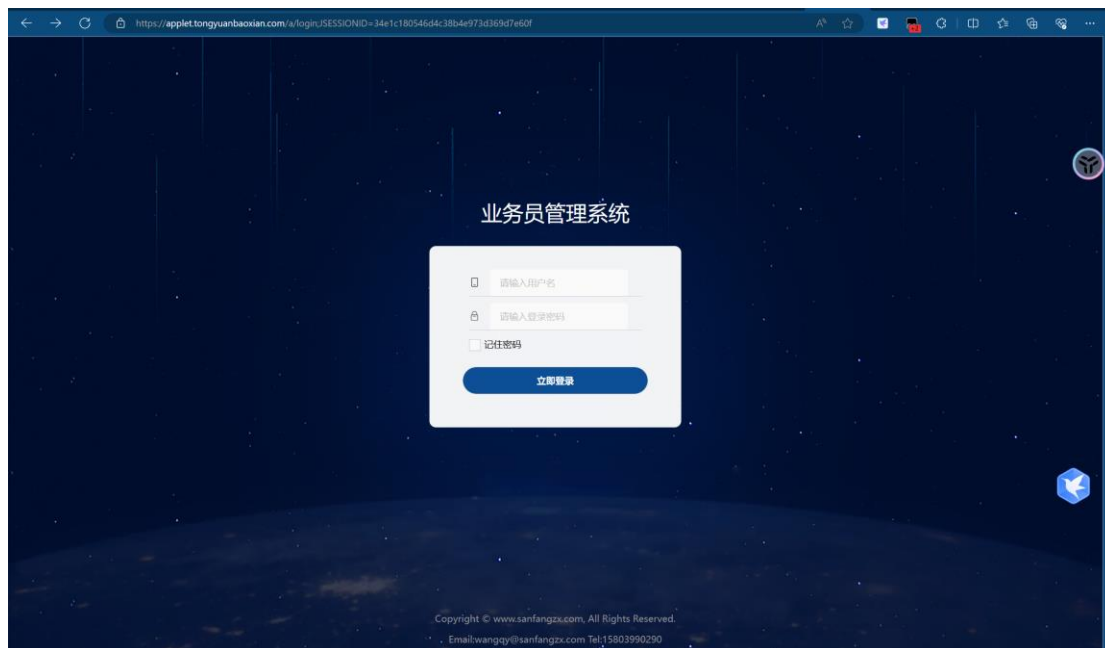 https://applet.tongyuanbaoxian.com/a/login;JSESSIONID=34e1c180546d4c38b4e973d369d7e60f
业务员管理系统
请输入用户名
请输入登录密码
记住密码
立即登录
Copyright © www.sanfangzx.com, All Rights Reserved.
Email:wangqy@sanfangzx.com Tel:15803990290